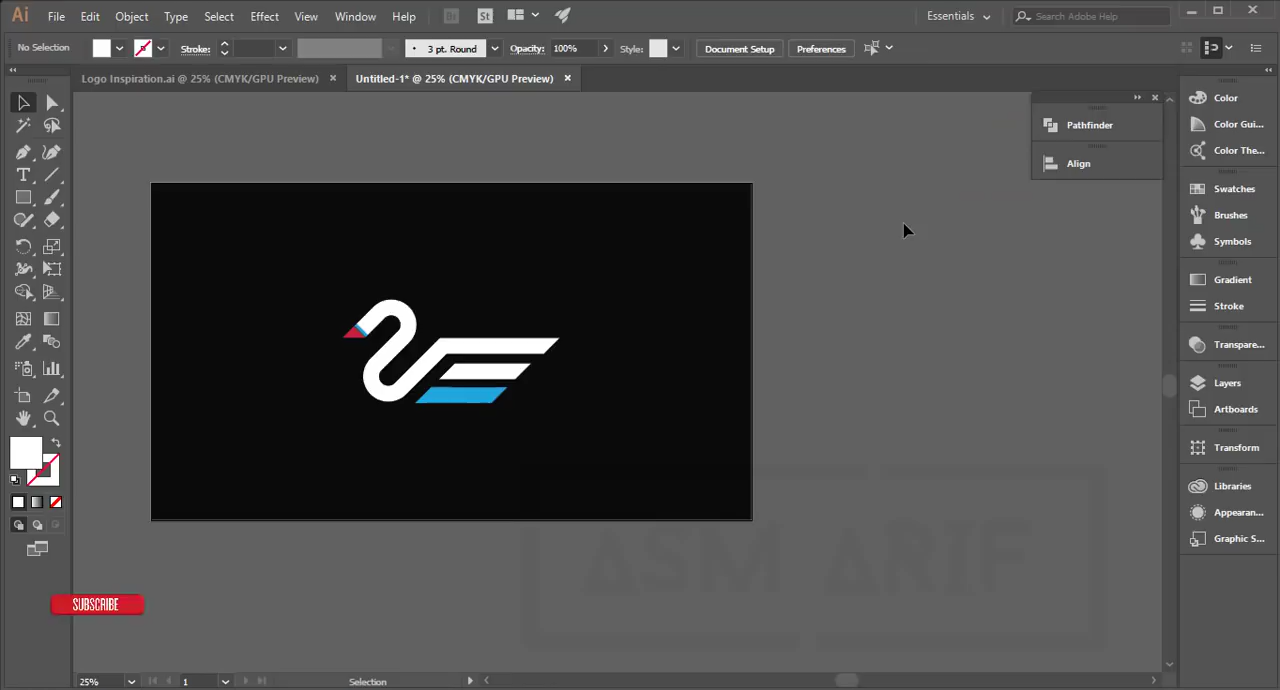 Ai File Edit Object Type Select Effect View Window Help Br St Essentials Search Adobe Help
No Selection Stroke: 3 pt. Round Opacity: 100% Style: Document Setup Preferences
Logo Inspiration.ai @ 25% (CMYK/GPU Preview) × Untitled-1* @ 25% (CMYK/GPU Preview) ×
Pathfinder
Align
Color
Color Gui...
Color The...
Swatches
Brushes
Symbols
Gradient
Stroke
Transpare...
Layers
Artboards
Transform
Libraries
Appearan...
Graphic S...
ASM ARIF
SUBSCRIBE
25% 1 Selection